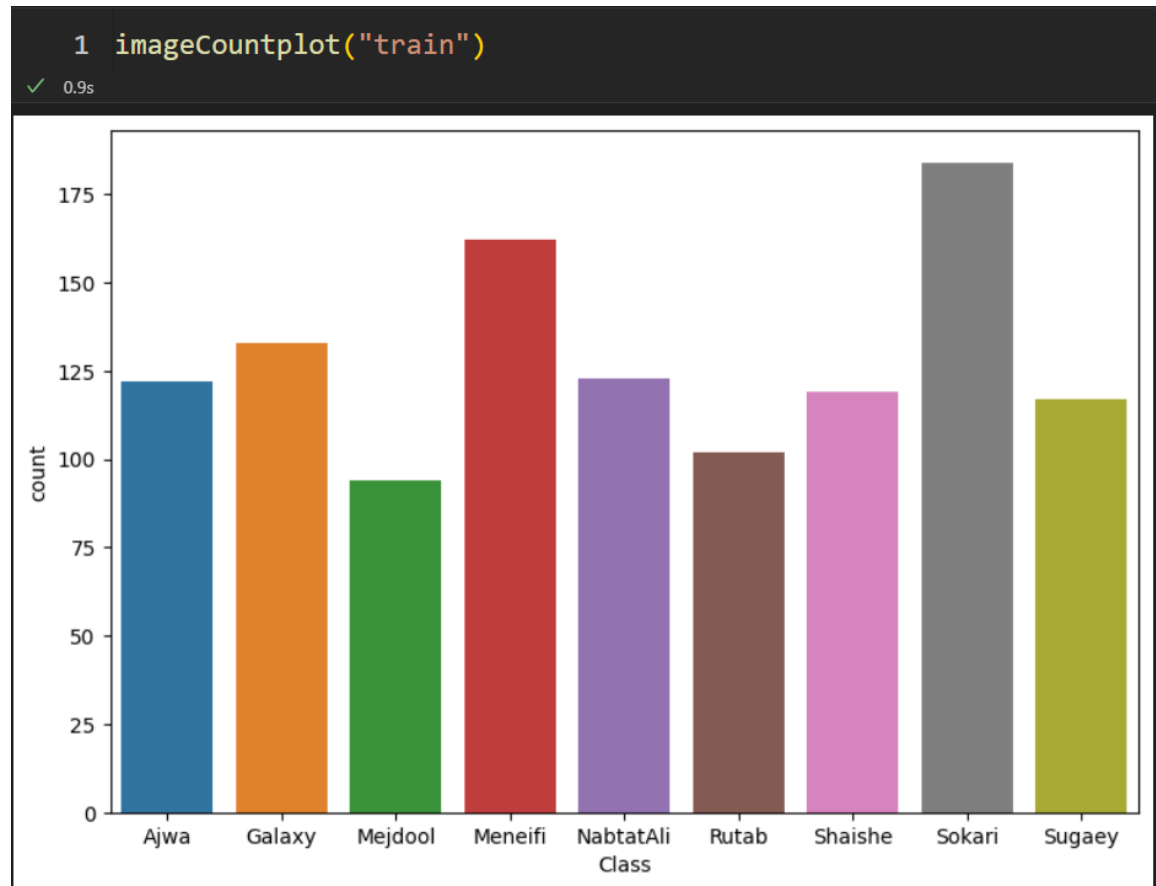 1 imageCountplot("train")
0.9s
175
150
125
100
75
50
25
0
count
Ajwa Galaxy Mejdool Meneifi NabtatAli Rutab Shaishe Sokari Sugaey
Class